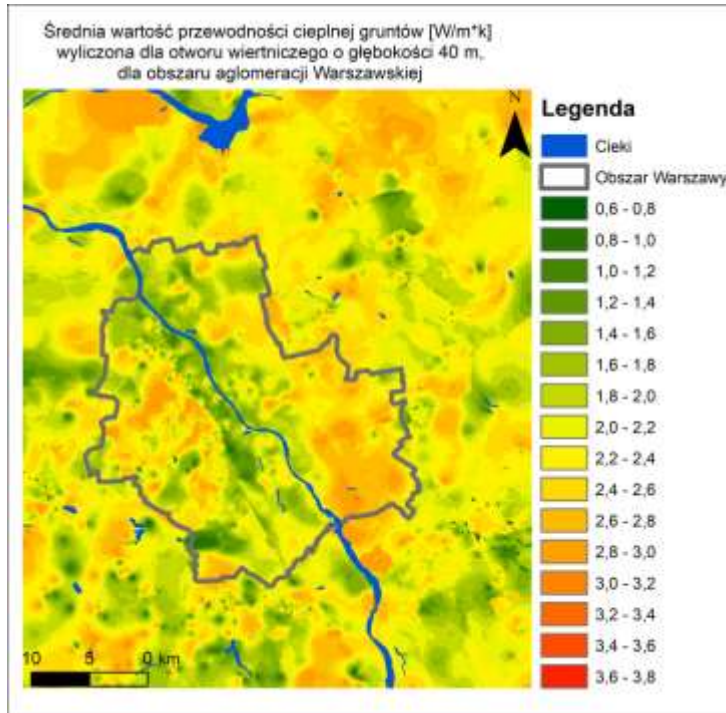 Średnia wartość przewodności cieplnej gruntów [W/m*k]
wyliczona dla otworu wiertniczego o głębokości 40 m,
dla obszaru aglomeracji Warszawskiej
N
Legenda
Cieki
Obszar Warszawy
0,6 - 0,8
0,8 - 1,0
1,0 - 1,2
1,2 - 1,4
1,4 - 1,6
1,6 - 1,8
1,8 - 2,0
2,0 - 2,2
2,2 - 2,4
2,4 - 2,6
2,6 - 2,8
2,8 - 3,0
3,0 - 3,2
3,2 - 3,4
3,4 - 3,6
3,6 - 3,8
10 5 0 km